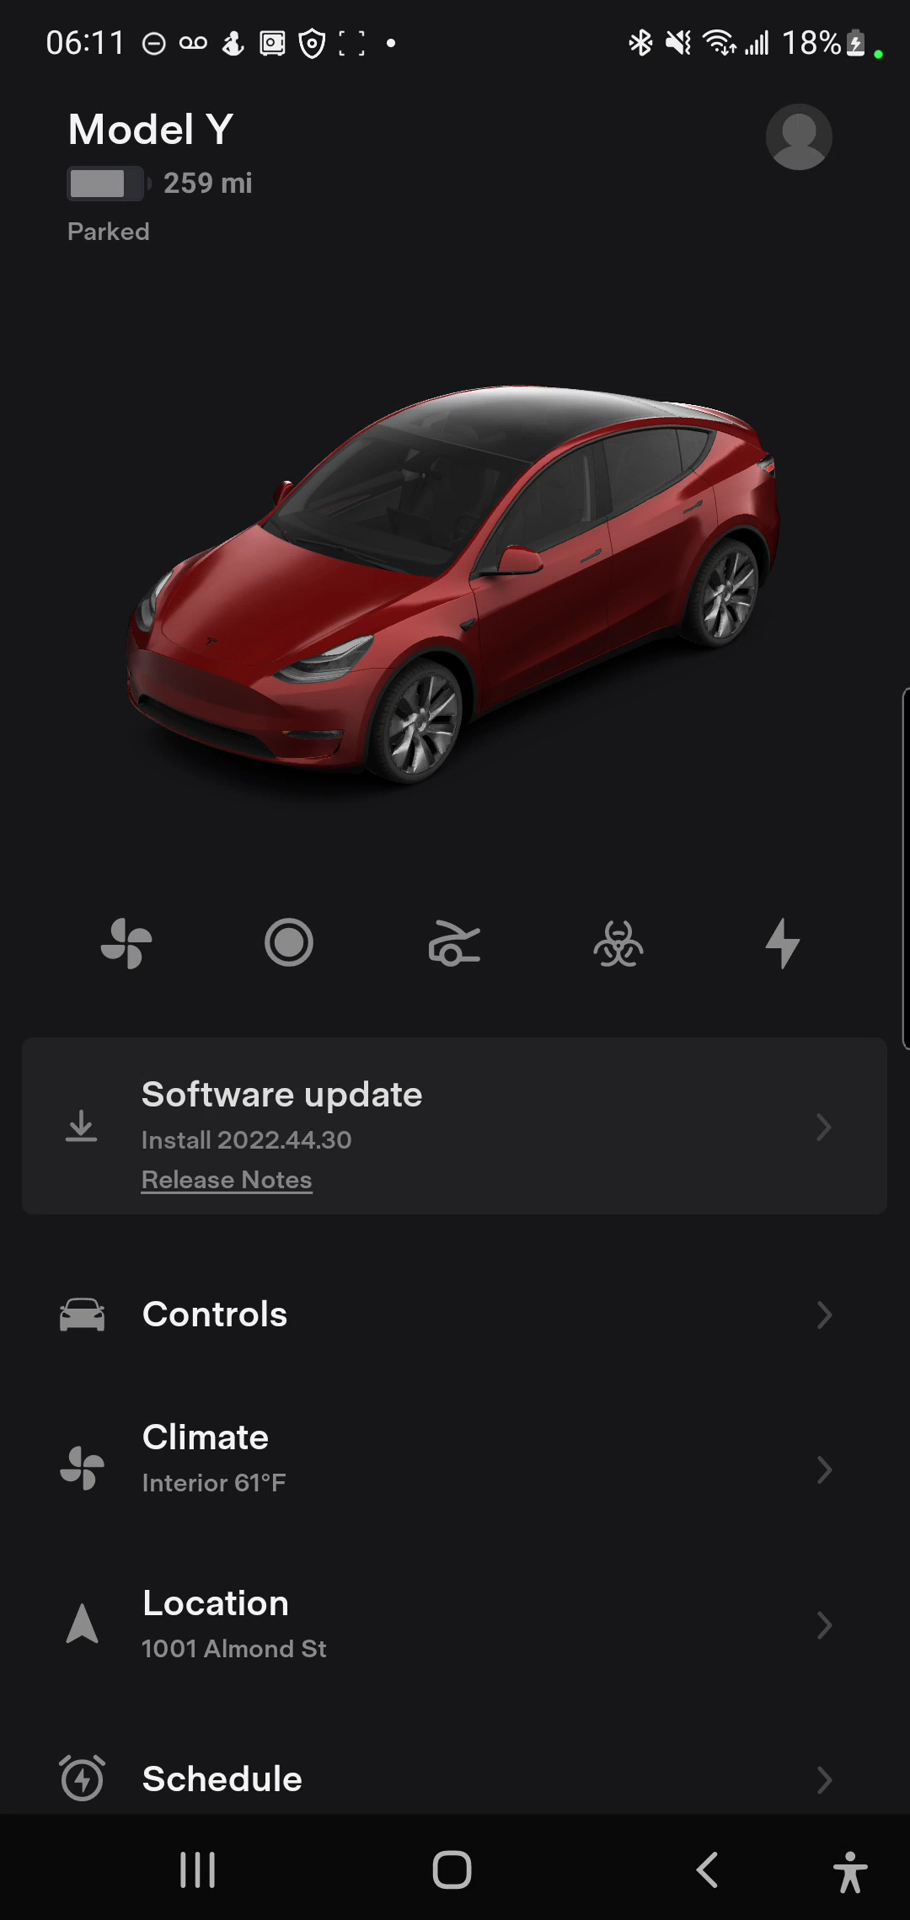 06:11
18%
Model Y
259 mi
Parked
Software update
Install 2022.44.30
Release Notes
Controls
Climate
Interior 61°F
Location
1001 Almond St
Schedule